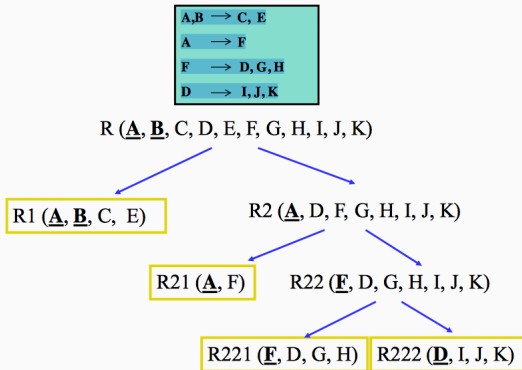 A,B → C, E
A → F
F → D, G, H
D → I, J, K
R (A, B, C, D, E, F, G, H, I, J, K)
R1 (A, B, C, E)
R2 (A, D, F, G, H, I, J, K)
R21 (A, F)
R22 (F, D, G, H, I, J, K)
R221 (F, D, G, H)
R222 (D, I, J, K)